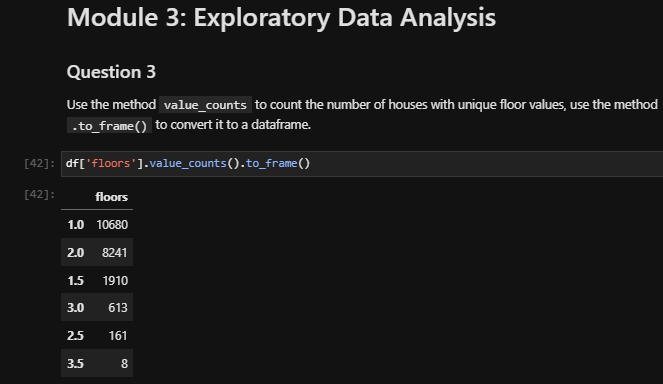 Module 3: Exploratory Data Analysis
Question 3
Use the method value_counts to count the number of houses with unique floor values, use the method
.to_frame() to convert it to a dataframe.
[42]: df['floors'].value_counts().to_frame()
[42]: floors
1.0 10680
2.0 8241
1.5 1910
3.0 613
2.5 161
3.5 8